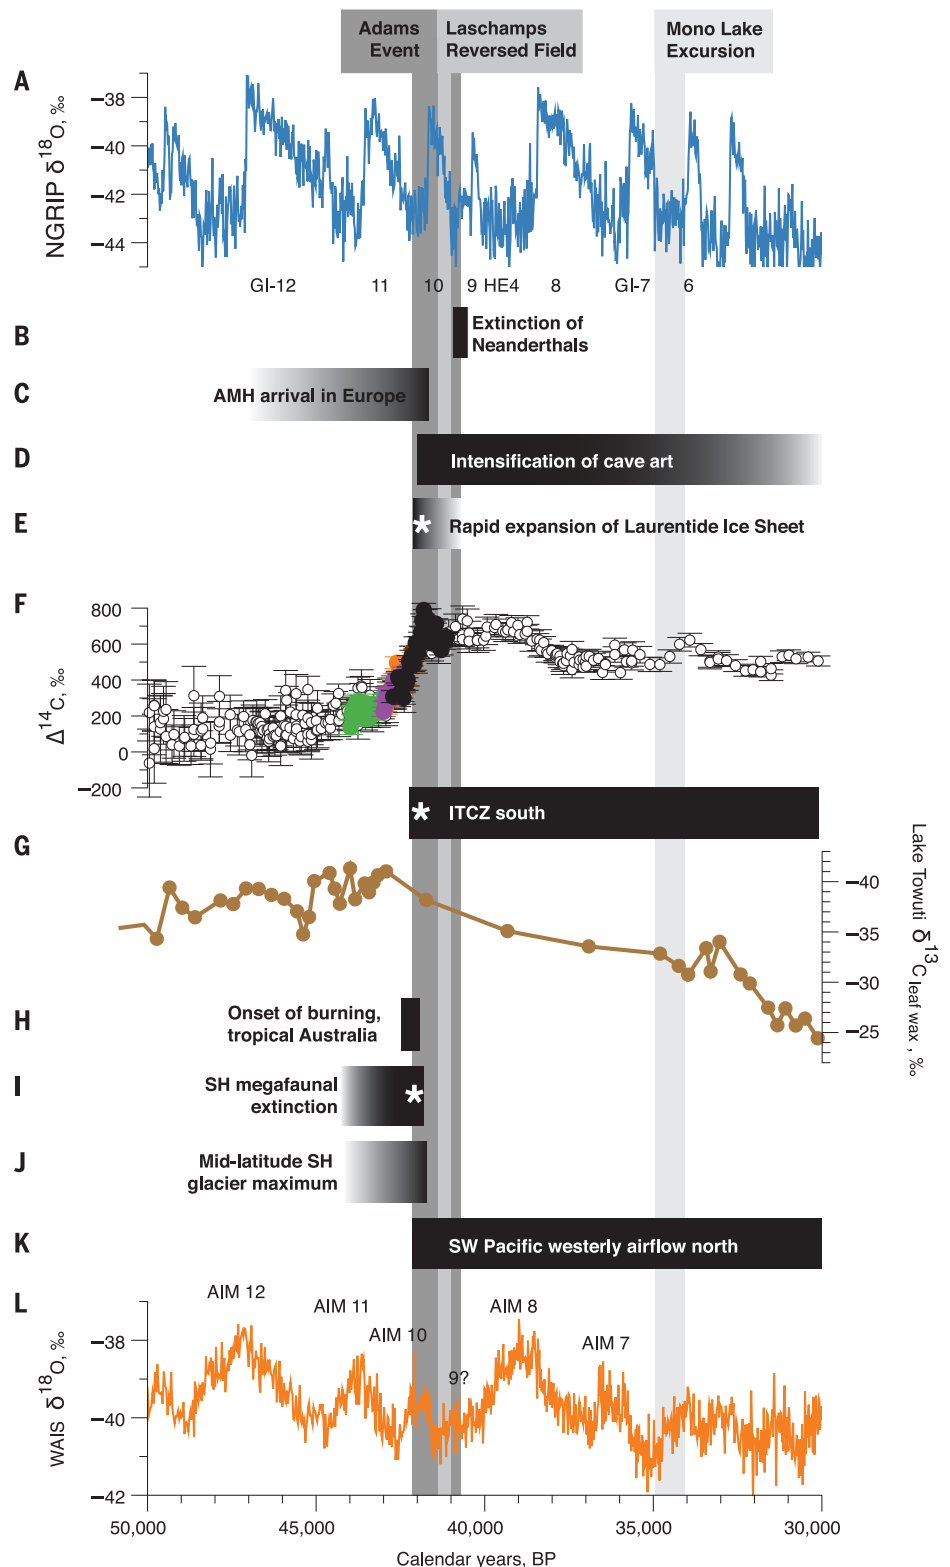 Adams
Event
Laschamps
Reversed Field
Mono Lake
Excursion
A
NGRIP δ18O, ‰
−38
−40
−42
−44
GI-12
11
10
9
HE4
8
GI-7
6
B
Extinction of
Neanderthals
C
AMH arrival in Europe
D
Intensification of cave art
E
*
Rapid expansion of Laurentide Ice Sheet
F
Δ14C, ‰
800
600
400
200
0
−200
*
ITCZ south
G
Lake Towuti δ13C leaf wax, ‰
−40
−35
−30
−25
H
Onset of burning,
tropical Australia
I
SH megafaunal
extinction
*
J
Mid-latitude SH
glacier maximum
K
SW Pacific westerly airflow north
L
WAIS δ18O, ‰
−38
−40
−42
AIM 12
AIM 11
AIM 10
9?
AIM 8
AIM 7
50,000
45,000
40,000
35,000
30,000
Calendar years, BP